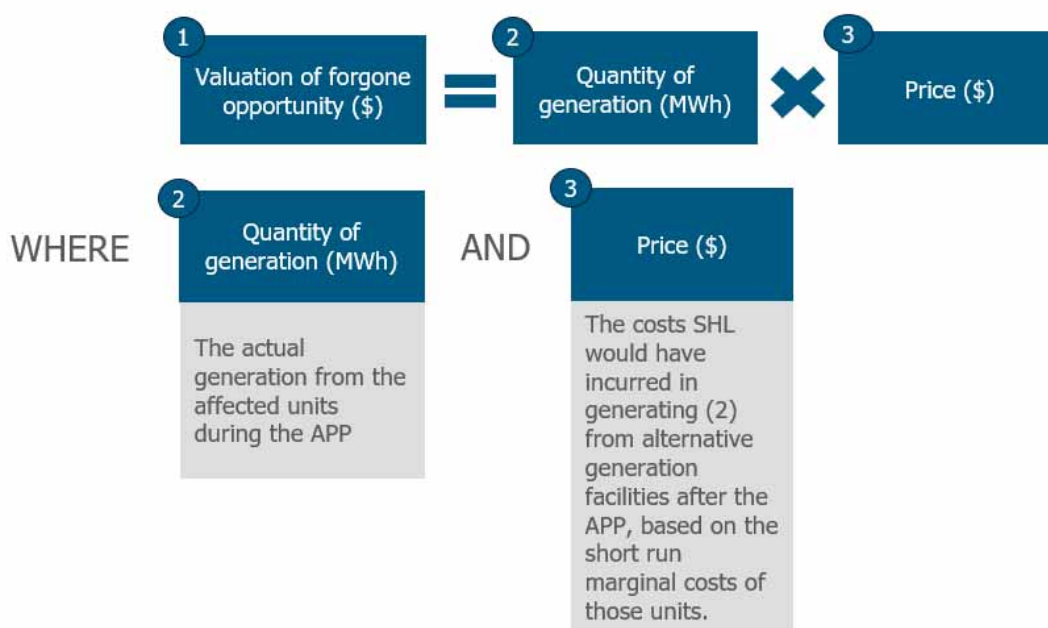 1
Valuation of forgone
opportunity ($)
=
2
Quantity of
generation (MWh)
×
3
Price ($)
WHERE
2
Quantity of
generation (MWh)
The actual
generation from the
affected units
during the APP
AND
3
Price ($)
The costs SHL
would have
incurred in
generating (2)
from alternative
generation
facilities after the
APP, based on the
short run
marginal costs of
those units.